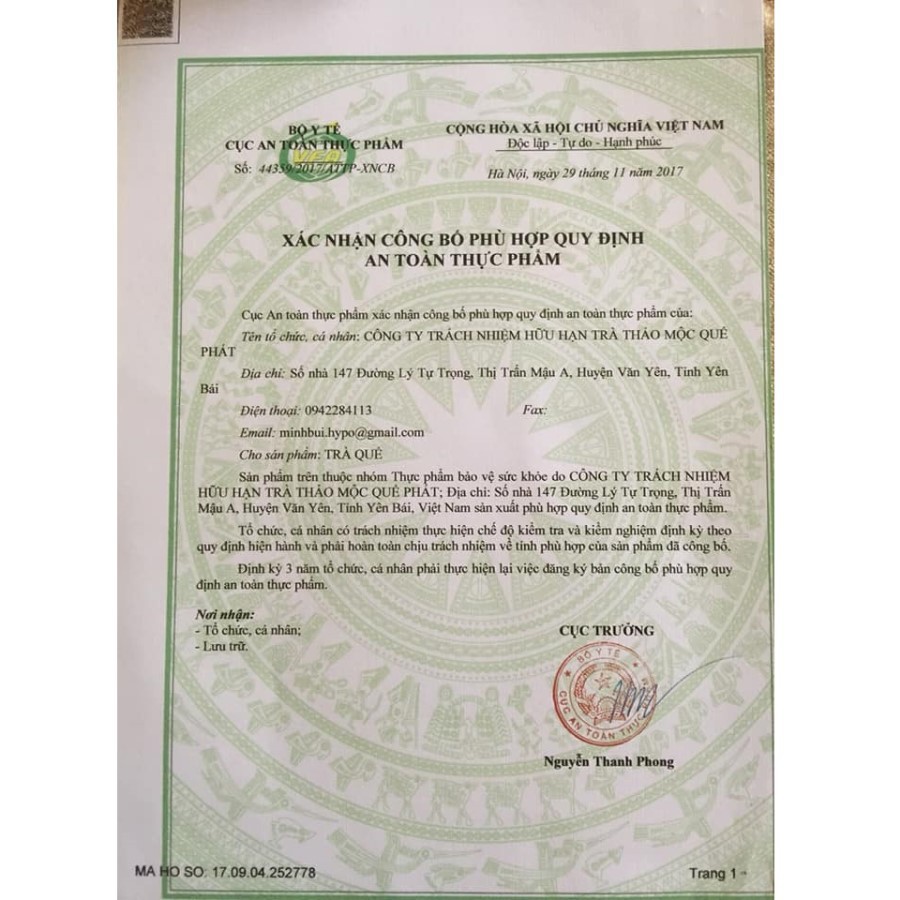 BỘ Y TẾ
CỤC AN TOÀN THỰC PHẨM
Số: 44359/2017/ATTP-XNCB
CỘNG HÒA XÃ HỘI CHỦ NGHĨA VIỆT NAM
Độc lập - Tự do - Hạnh phúc
Hà Nội, ngày 29 tháng 11 năm 2017
VFA
XÁC NHẬN CÔNG BỐ PHÙ HỢP QUY ĐỊNH
AN TOÀN THỰC PHẨM
Cục An toàn thực phẩm xác nhận công bố phù hợp quy định an toàn thực phẩm của:
Tên tổ chức, cá nhân: CÔNG TY TRÁCH NHIỆM HỮU HẠN TRÀ THẢO MỘC QUẾ
PHÁT
Địa chỉ: Số nhà 147 Đường Lý Tự Trọng, Thị Trấn Mậu A, Huyện Văn Yên, Tỉnh Yên
Bái
Điện thoại: 0942284113 Fax:
Email: minhbui.hypo@gmail.com
Cho sản phẩm: TRÀ QUẾ
Sản phẩm trên thuộc nhóm Thực phẩm bảo vệ sức khỏe do CÔNG TY TRÁCH NHIỆM
HỮU HẠN TRÀ THẢO MỘC QUẾ PHÁT; Địa chỉ: Số nhà 147 Đường Lý Tự Trọng, Thị Trấn
Mậu A, Huyện Văn Yên, Tỉnh Yên Bái, Việt Nam sản xuất phù hợp quy định an toàn thực phẩm.
Tổ chức, cá nhân có trách nhiệm thực hiện chế độ kiểm tra và kiểm nghiệm định kỳ theo
quy định hiện hành và phải hoàn toàn chịu trách nhiệm về tính phù hợp của sản phẩm đã công bố.
Định kỳ 3 năm tổ chức, cá nhân phải thực hiện lại việc đăng ký bản công bố phù hợp quy
định an toàn thực phẩm.
Nơi nhận:
- Tổ chức, cá nhân;
- Lưu trữ.
CỤC TRƯỞNG
BỘ Y TẾ
CỤC AN TOÀN THỰC
Nguyễn Thanh Phong
MA HO SO: 17.09.04.252778
Trang 1